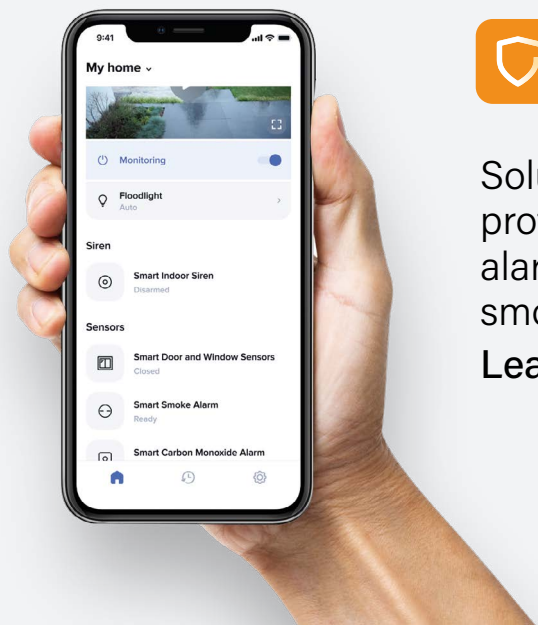 9:41
My home
Monitoring
Floodlight
Auto
Siren
Smart Indoor Siren
Disarmed
Sensors
Smart Door and Window Sensors
Closed
Smart Smoke Alarm
Ready
Smart Carbon Monoxide Alarm
Solu
prot
alar
smo
Lea